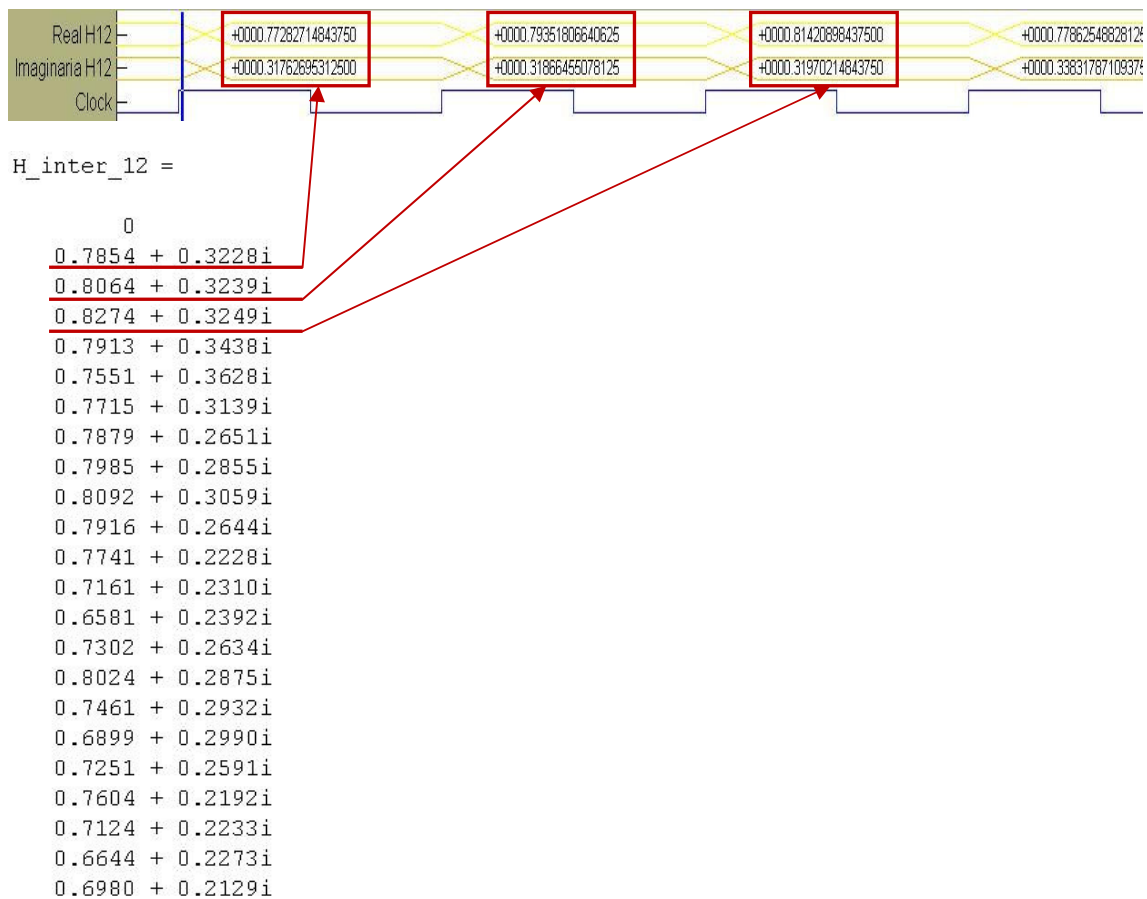 Real H12 +0000.77282714843750 +0000.79351806640625 +0000.81420898437500 +0000.77862548828125
Imaginaria H12 +0000.31762695312500 +0000.31866455078125 +0000.31970214843750 +0000.33831787109375
Clock
H_inter_12 =
0
0.7854 + 0.3228i
0.8064 + 0.3239i
0.8274 + 0.3249i
0.7913 + 0.3438i
0.7551 + 0.3628i
0.7715 + 0.3139i
0.7879 + 0.2651i
0.7985 + 0.2855i
0.8092 + 0.3059i
0.7916 + 0.2644i
0.7741 + 0.2228i
0.7161 + 0.2310i
0.6581 + 0.2392i
0.7302 + 0.2634i
0.8024 + 0.2875i
0.7461 + 0.2932i
0.6899 + 0.2990i
0.7251 + 0.2591i
0.7604 + 0.2192i
0.7124 + 0.2233i
0.6644 + 0.2273i
0.6980 + 0.2129i